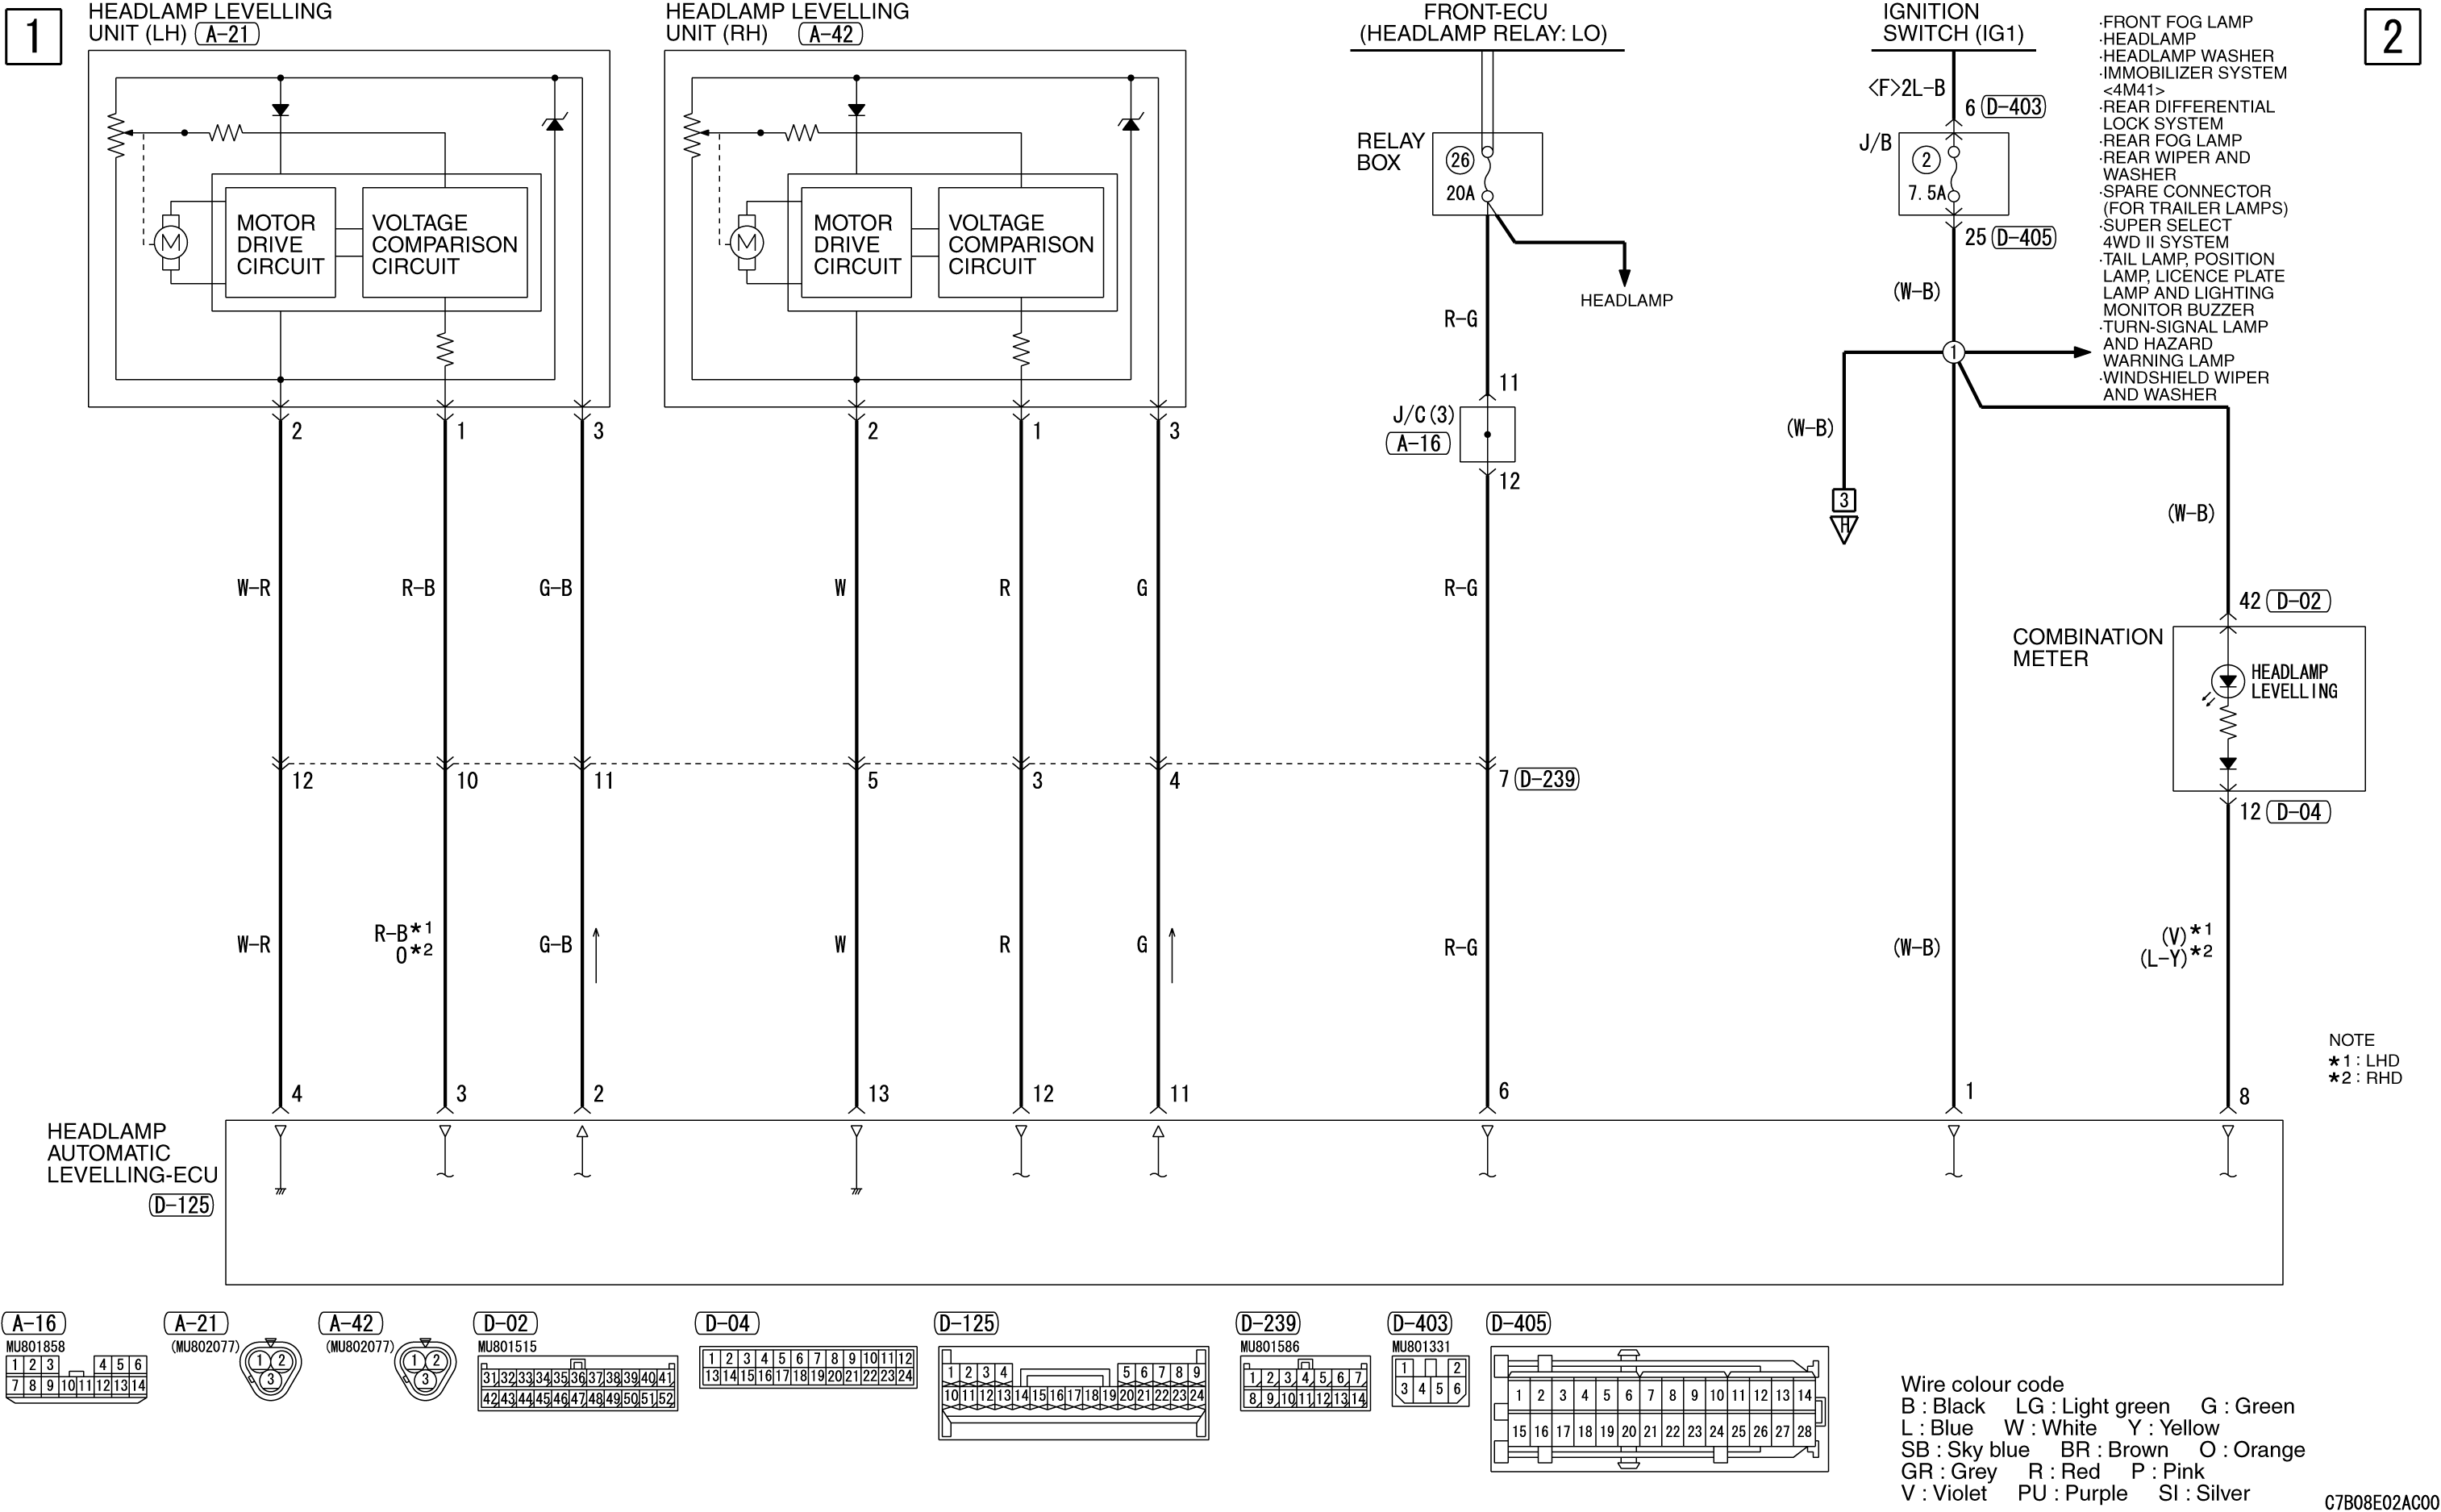 1
HEADLAMP LEVELLING
UNIT (LH) A-21
HEADLAMP LEVELLING
UNIT (RH) A-42
FRONT-ECU
(HEADLAMP RELAY: LO)
IGNITION
SWITCH (IG1)
2
·FRONT FOG LAMP
·HEADLAMP
·HEADLAMP WASHER
·IMMOBILIZER SYSTEM
<4M41>
·REAR DIFFERENTIAL
LOCK SYSTEM
·REAR FOG LAMP
·REAR WIPER AND
WASHER
·SPARE CONNECTOR
(FOR TRAILER LAMPS)
·SUPER SELECT
4WD II SYSTEM
·TAIL LAMP, POSITION
LAMP, LICENCE PLATE
LAMP AND LIGHTING
MONITOR BUZZER
·TURN-SIGNAL LAMP
AND HAZARD
WARNING LAMP
·WINDSHIELD WIPER
AND WASHER
<F>2L-B
6 D-403
J/B
2
7.5A
25 D-405
(W-B)
RELAY
BOX
26
20A
HEADLAMP
R-G
M
MOTOR
DRIVE
CIRCUIT
VOLTAGE
COMPARISON
CIRCUIT
M
MOTOR
DRIVE
CIRCUIT
VOLTAGE
COMPARISON
CIRCUIT
1
11
J/C(3)
A-16
12
(W-B)
3
H
(W-B)
2 1 3 2 1 3
W-R R-B G-B W R G R-G
42 D-02
COMBINATION
METER
HEADLAMP
LEVELLING
12 10 11 5 3 4 7 D-239
12 D-04
W-R R-B*1 G-B W R G R-G (W-B) (V)*1
O*2 (L-Y)*2
NOTE
*1 : LHD
*2 : RHD
4 3 2 13 12 11 6 1 8
HEADLAMP
AUTOMATIC
LEVELLING-ECU
D-125
A-16
MU801858
1 2 3 4 5 6
7 8 9 10 11 12 13 14
A-21
(MU802077)
1 2
3
A-42
(MU802077)
1 2
3
D-02
MU801515
31 32 33 34 35 36 37 38 39 40 41
42 43 44 45 46 47 48 49 50 51 52
D-04
1 2 3 4 5 6 7 8 9 10 11 12
13 14 15 16 17 18 19 20 21 22 23 24
D-125
1 2 3 4 5 6 7 8 9
10 11 12 13 14 15 16 17 18 19 20 21 22 23 24
D-239
MU801586
1 2 3 4 5 6 7
8 9 10 11 12 13 14
D-403
MU801331
1 2
3 4 5 6
D-405
1 2 3 4 5 6 7 8 9 10 11 12 13 14
15 16 17 18 19 20 21 22 23 24 25 26 27 28
Wire colour code
B : Black LG : Light green G : Green
L : Blue W : White Y : Yellow
SB : Sky blue BR : Brown O : Orange
GR : Grey R : Red P : Pink
V : Violet PU : Purple SI : Silver
C7B08E02AC00